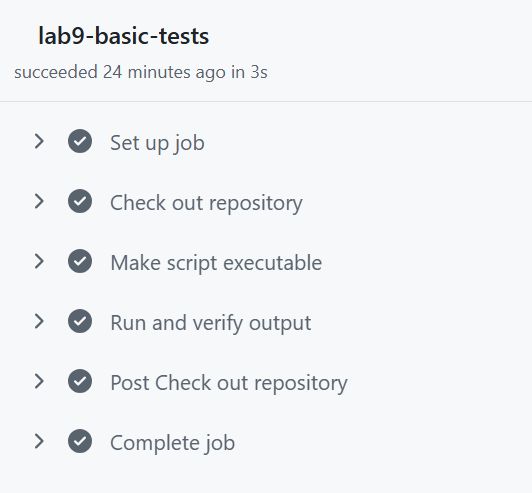 lab9-basic-tests
succeeded 24 minutes ago in 3s
Set up job
Check out repository
Make script executable
Run and verify output
Post Check out repository
Complete job